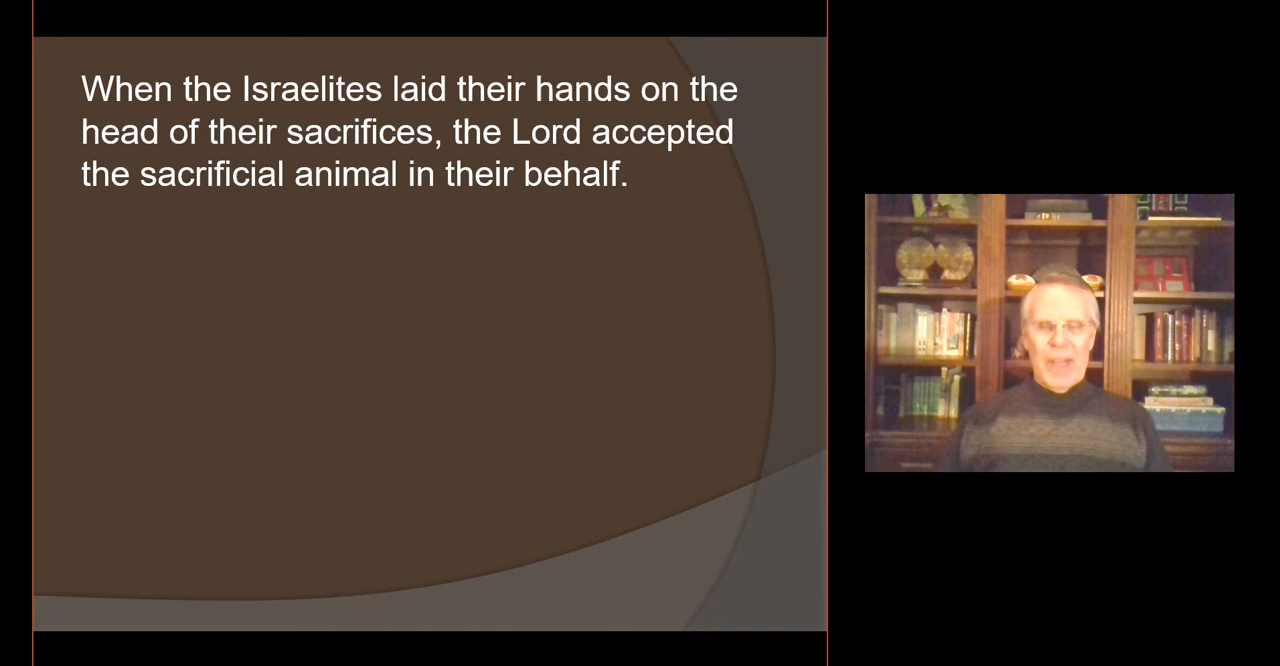 When the Israelites laid their hands on the
head of their sacrifices, the Lord accepted
the sacrificial animal in their behalf.